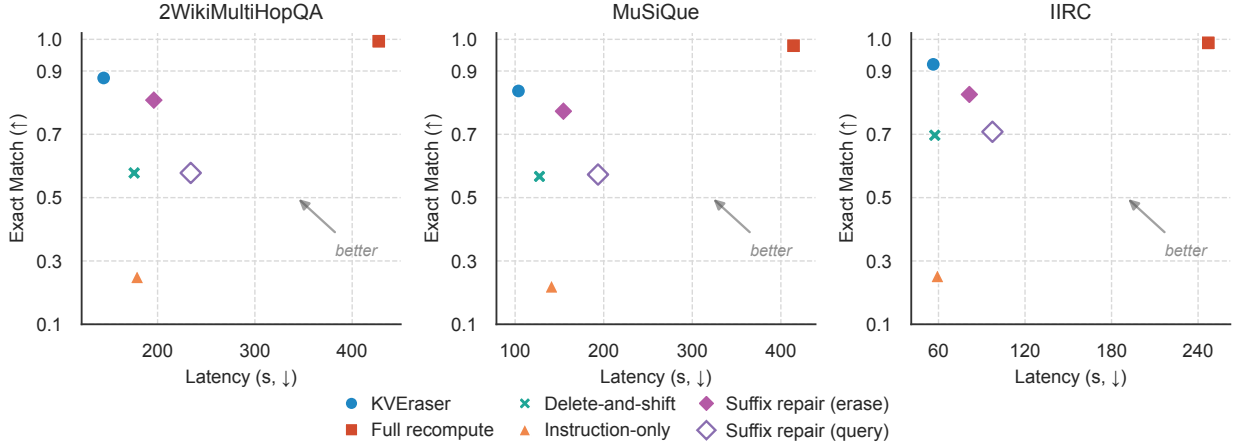 2WikiMultiHopQA
1.0
0.9
0.7
0.5
0.3
0.1
Exact Match (↑)
better
200
300
400
Latency (s, ↓)
MuSiQue
1.0
0.9
0.7
0.5
0.3
0.1
Exact Match (↑)
better
100
200
300
400
Latency (s, ↓)
IIRC
1.0
0.9
0.7
0.5
0.3
0.1
Exact Match (↑)
better
60
120
180
240
Latency (s, ↓)
KVEraser
Full recompute
Delete-and-shift
Instruction-only
Suffix repair (erase)
Suffix repair (query)